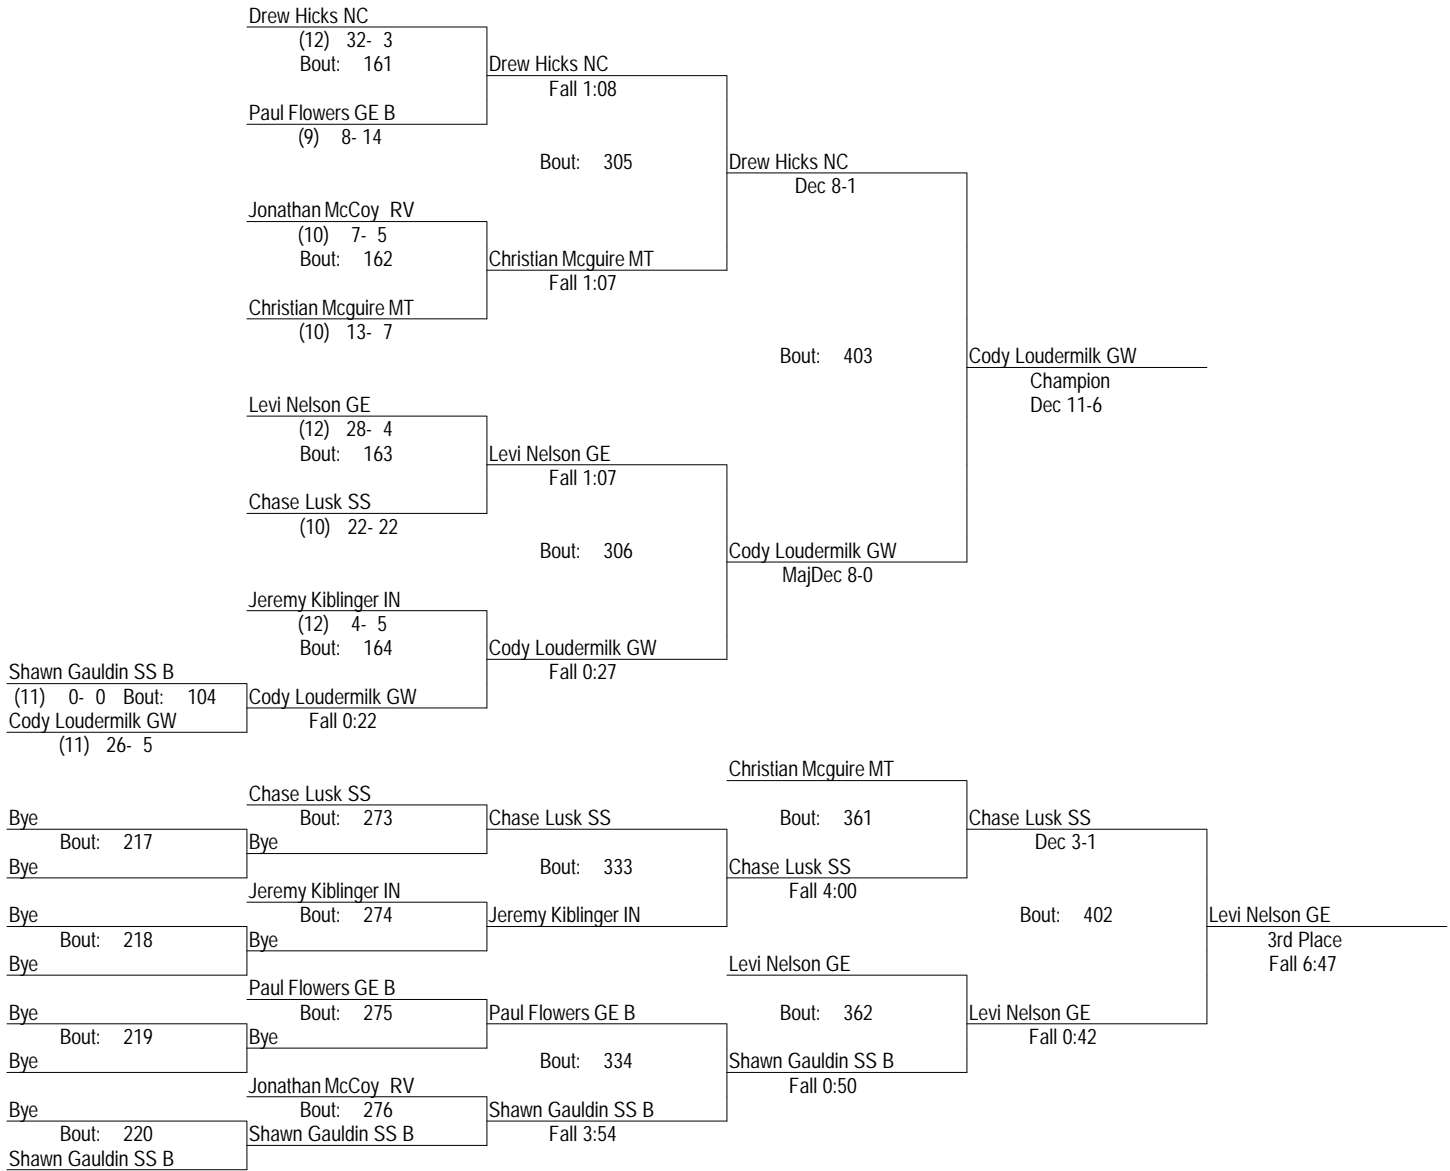 Drew Hicks NC
(12) 32- 3
Bout: 161
Drew Hicks NC
Fall 1:08
Paul Flowers GE B
(9) 8- 14
Bout: 305
Drew Hicks NC
Dec 8-1
Jonathan McCoy RV
(10) 7- 5
Bout: 162
Christian Mcguire MT
Fall 1:07
Christian Mcguire MT
(10) 13- 7
Bout: 403
Cody Loudermilk GW
Champion
Dec 11-6
Levi Nelson GE
(12) 28- 4
Bout: 163
Levi Nelson GE
Fall 1:07
Chase Lusk SS
(10) 22- 22
Bout: 306
Cody Loudermilk GW
MajDec 8-0
Jeremy Kiblinger IN
(12) 4- 5
Bout: 164
Cody Loudermilk GW
Fall 0:27
Shawn Gauldin SS B
(11) 0- 0 Bout: 104
Cody Loudermilk GW
Fall 0:22
Cody Loudermilk GW
(11) 26- 5
Christian Mcguire MT
Chase Lusk SS
Bye
Bout: 273
Chase Lusk SS
Bout: 361
Chase Lusk SS
Dec 3-1
Bout: 217
Bye
Bye
Bout: 333
Chase Lusk SS
Fall 4:00
Jeremy Kiblinger IN
Bye
Bout: 274
Jeremy Kiblinger IN
Bout: 402
Levi Nelson GE
3rd Place
Fall 6:47
Bout: 218
Bye
Bye
Levi Nelson GE
Paul Flowers GE B
Bye
Bout: 275
Paul Flowers GE B
Bout: 362
Levi Nelson GE
Fall 0:42
Bout: 219
Bye
Bye
Bout: 334
Shawn Gauldin SS B
Fall 0:50
Jonathan McCoy RV
Bye
Bout: 276
Shawn Gauldin SS B
Fall 3:54
Bout: 220
Shawn Gauldin SS B
Shawn Gauldin SS B